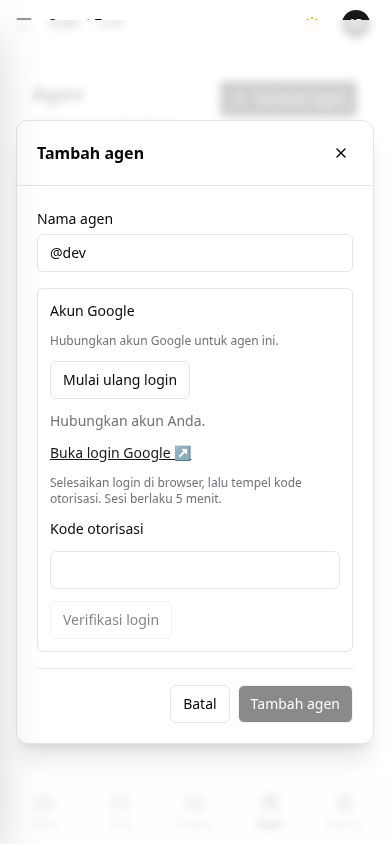 Tambah agen
Nama agen
@dev
Akun Google
Hubungkan akun Google untuk agen ini.
Mulai ulang login
Hubungkan akun Anda.
Buka login Google ↗
Selesaikan login di browser, lalu tempel kode
otorisasi. Sesi berlaku 5 menit.
Kode otorisasi
Verifikasi login
Batal
Tambah agen